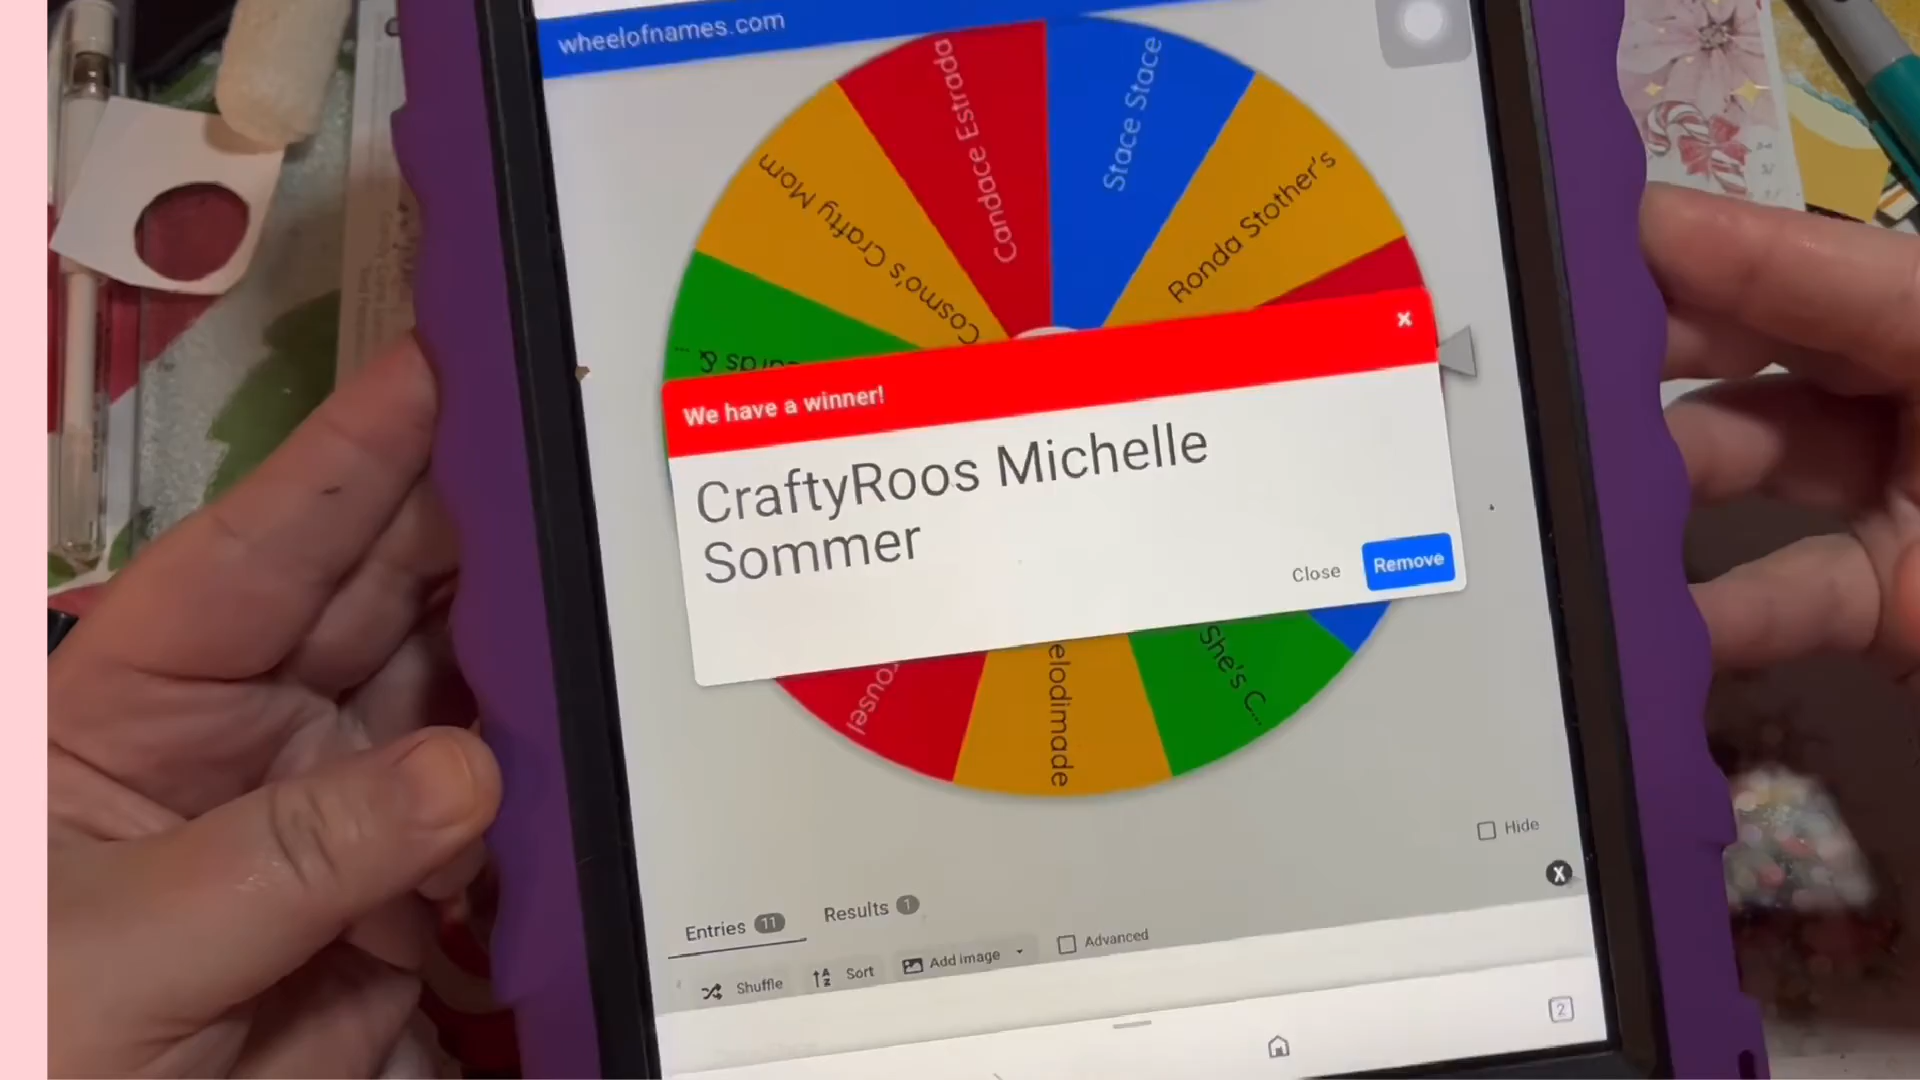 wheelofnames.com
Candace Estrada
Stace Stace
Cosmo's Crafty Mom
Ronda Stother's
& ...
We have a winner!
×
CraftyRoos Michelle
Sommer
Close
Remove
She's C...
Hide
X
Entries 11
Results 1
Shuffle
Sort
Add image
Advanced
2